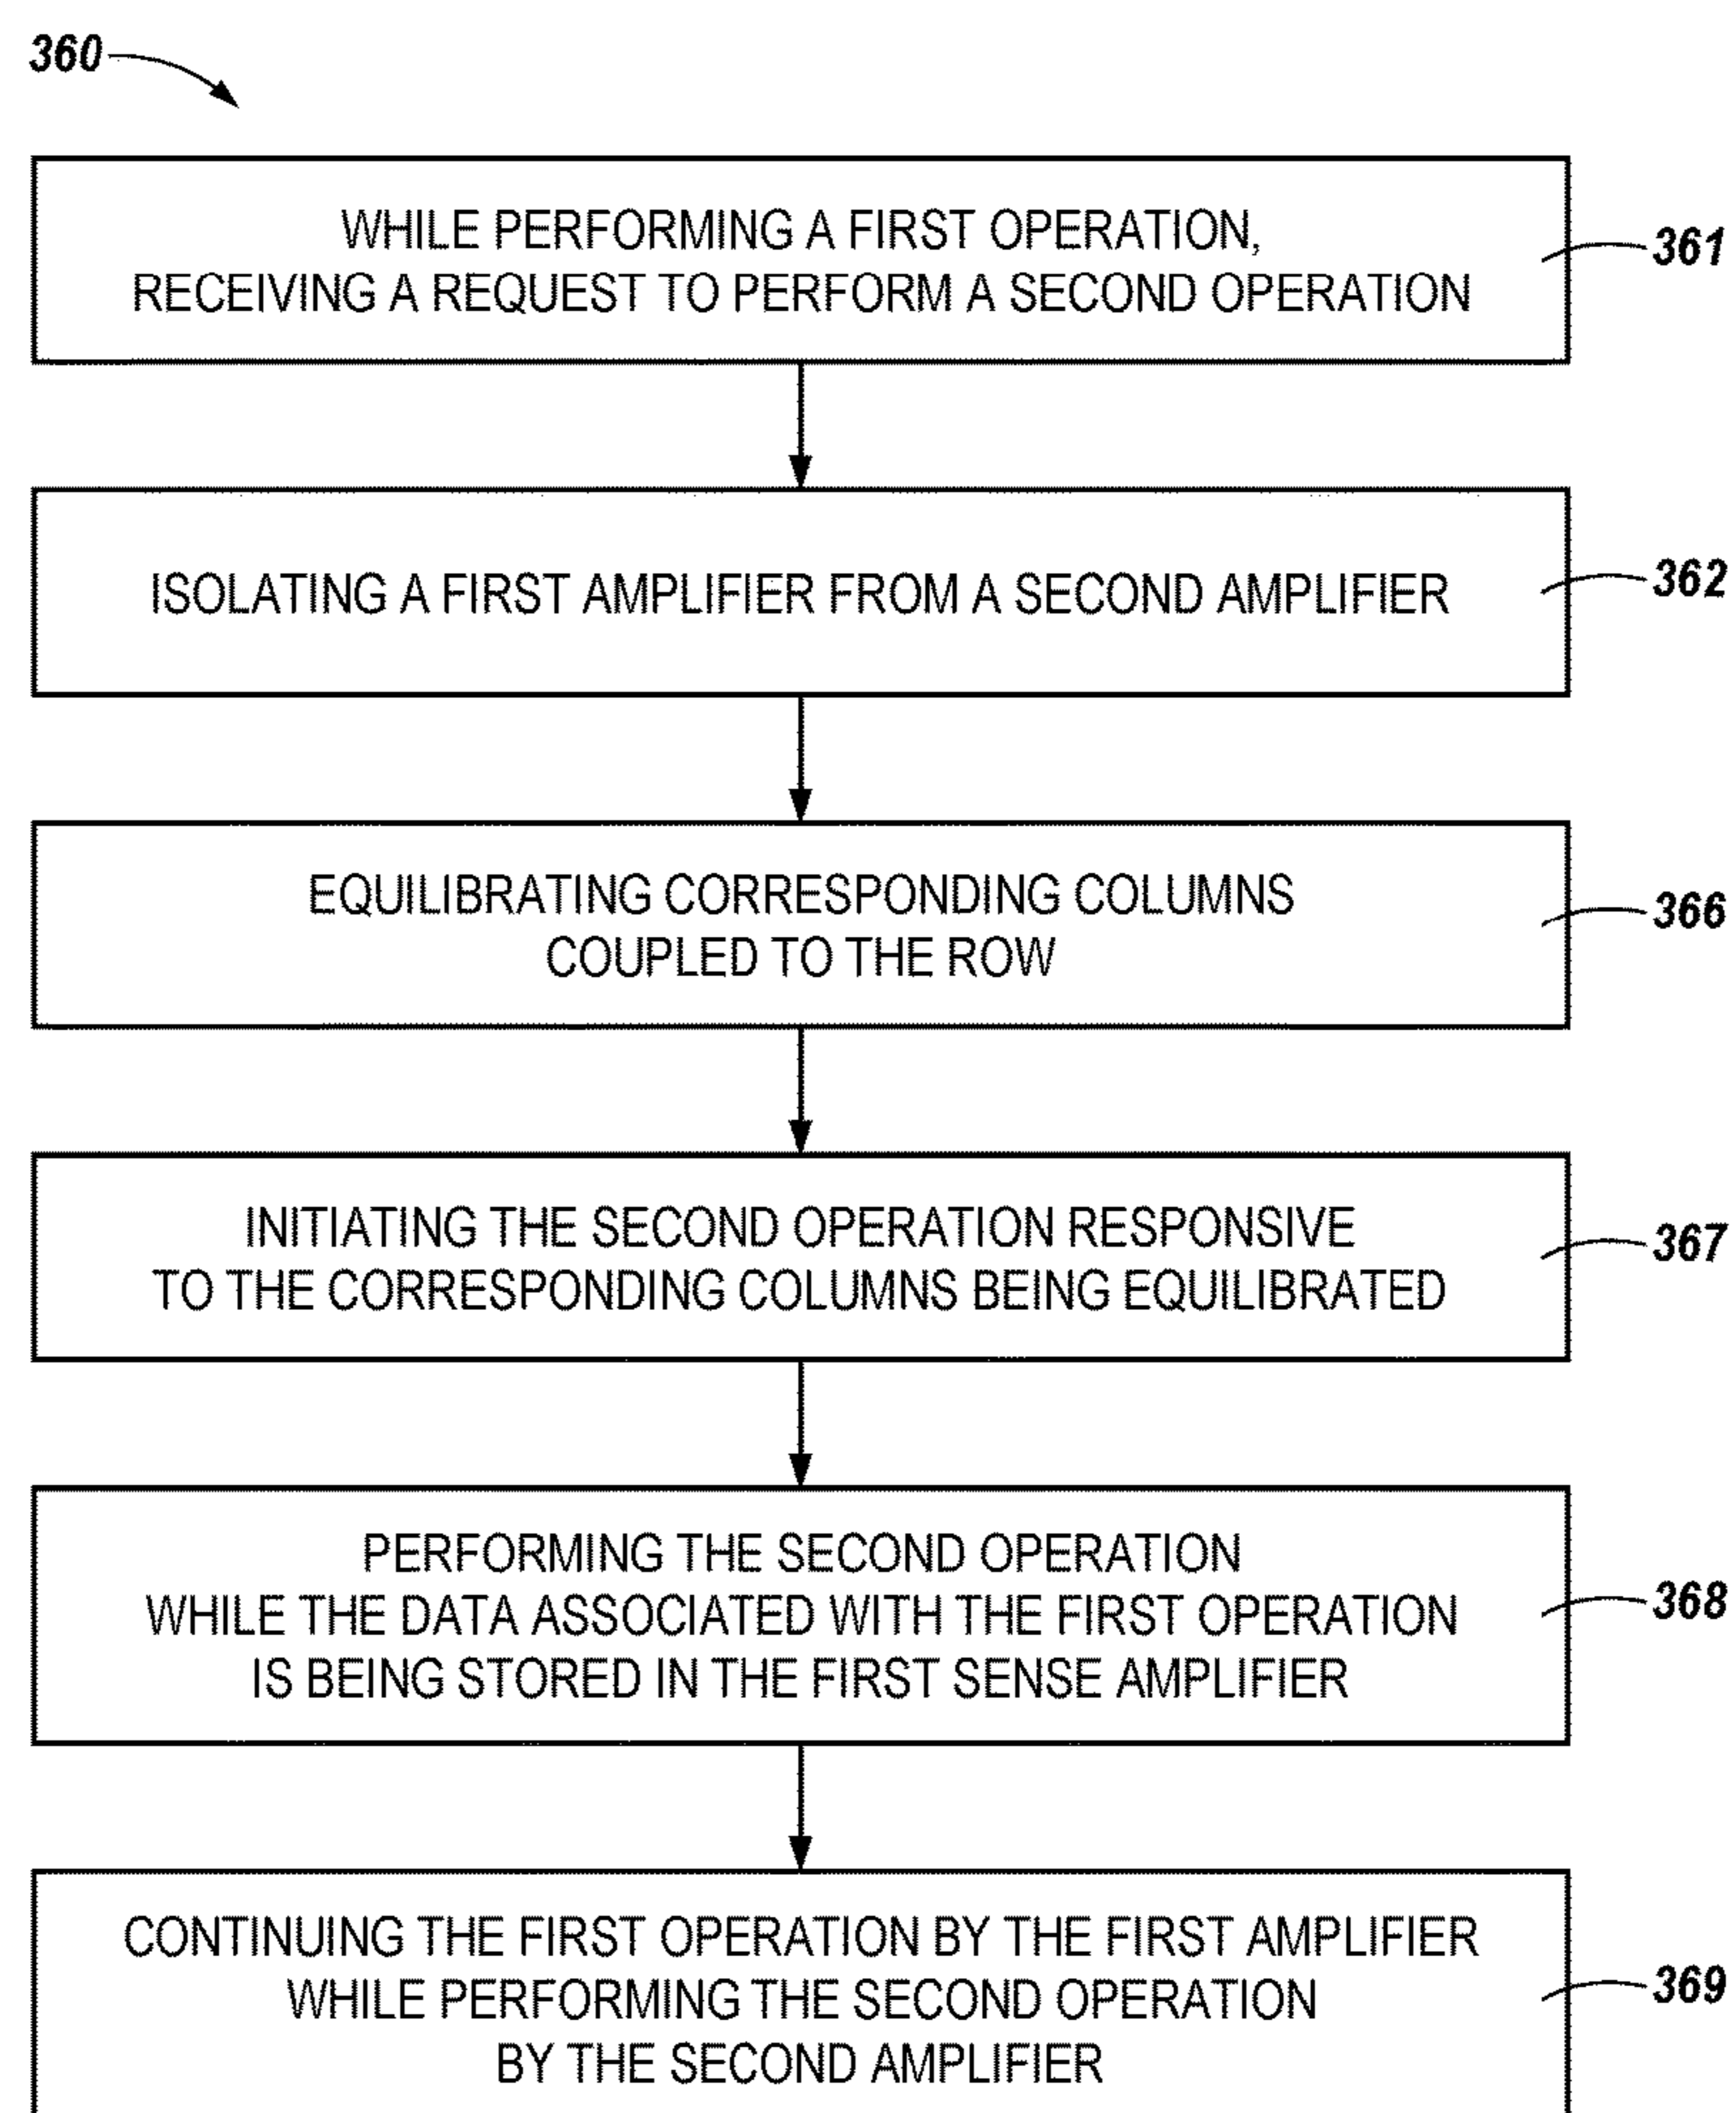 360
WHILE PERFORMING A FIRST OPERATION,
RECEIVING A REQUEST TO PERFORM A SECOND OPERATION
361
ISOLATING A FIRST AMPLIFIER FROM A SECOND AMPLIFIER
362
EQUILIBRATING CORRESPONDING COLUMNS
COUPLED TO THE ROW
366
INITIATING THE SECOND OPERATION RESPONSIVE
TO THE CORRESPONDING COLUMNS BEING EQUILIBRATED
367
PERFORMING THE SECOND OPERATION
WHILE THE DATA ASSOCIATED WITH THE FIRST OPERATION
IS BEING STORED IN THE FIRST SENSE AMPLIFIER
368
CONTINUING THE FIRST OPERATION BY THE FIRST AMPLIFIER
WHILE PERFORMING THE SECOND OPERATION
BY THE SECOND AMPLIFIER
369